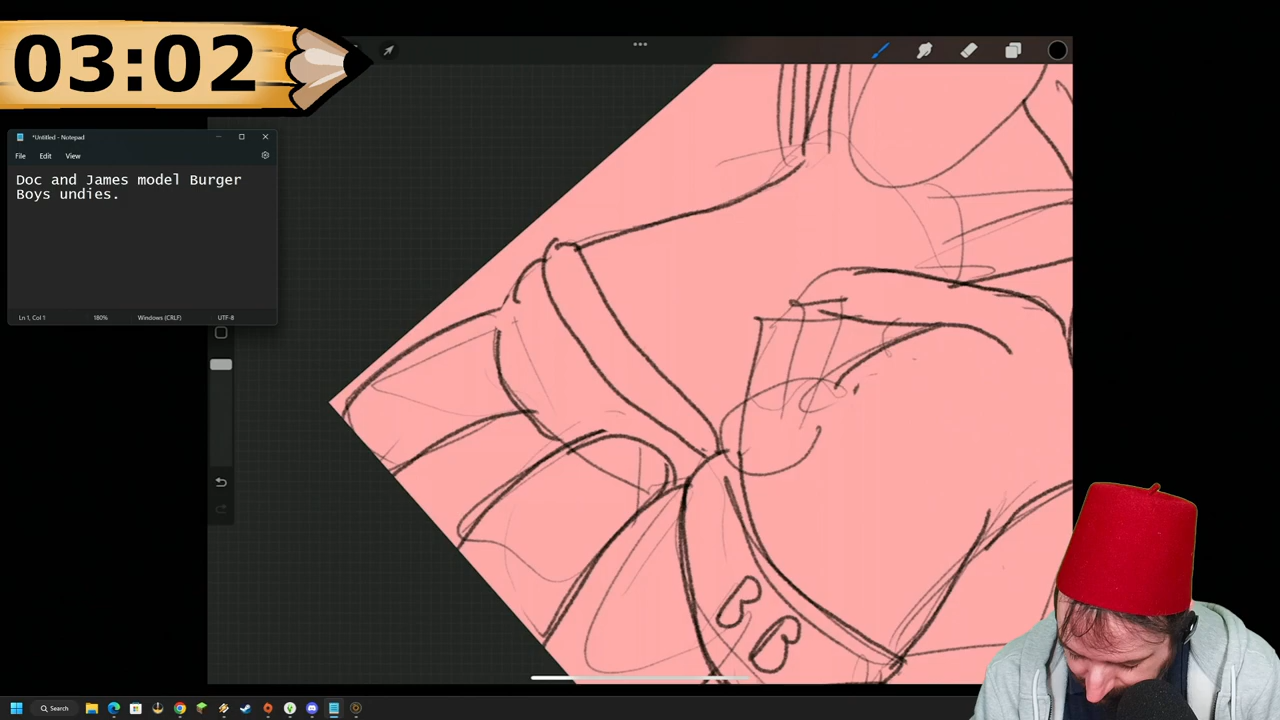 03:02
*Untitled - Notepad
File Edit View
Doc and James model Burger
Boys undies.
Ln 1, Col 1 180% Windows (CRLF) UTF-8
BB
Search